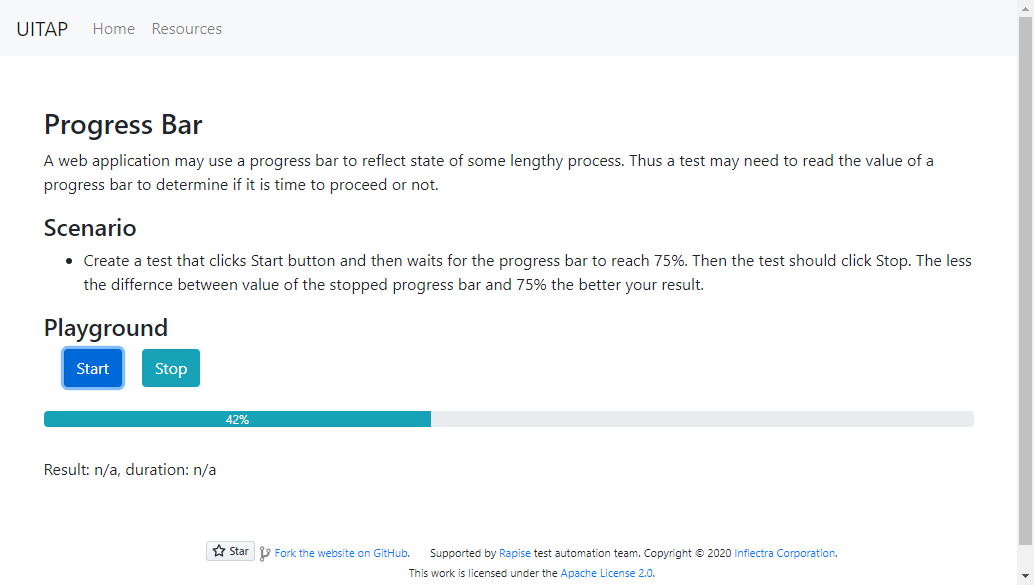 UITAP Home Resources
Progress Bar
A web application may use a progress bar to reflect state of some lengthy process. Thus a test may need to read the value of a
progress bar to determine if it is time to proceed or not.
Scenario
• Create a test that clicks Start button and then waits for the progress bar to reach 75%. Then the test should click Stop. The less
the differnce between value of the stopped progress bar and 75% the better your result.
Playground
Start Stop
42%
Result: n/a, duration: n/a
Star Fork the website on GitHub. Supported by Rapise test automation team. Copyright © 2020 Inflectra Corporation.
This work is licensed under the Apache License 2.0.